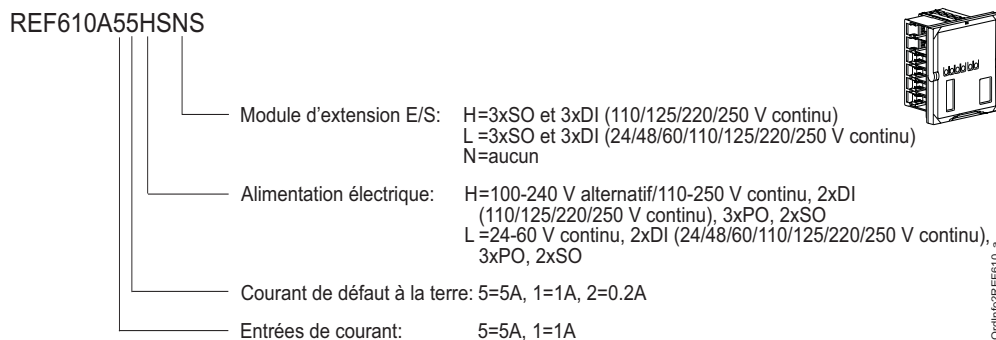 REF610A55HSNS
Module d'extension E/S: H=3xSO et 3xDI (110/125/220/250 V continu)
L =3xSO et 3xDI (24/48/60/110/125/220/250 V continu)
N=aucun
Alimentation électrique: H=100-240 V alternatif/110-250 V continu, 2xDI
(110/125/220/250 V continu), 3xPO, 2xSO
L =24-60 V continu, 2xDI (24/48/60/110/125/220/250 V continu),
3xPO, 2xSO
Courant de défaut à la terre: 5=5A, 1=1A, 2=0.2A
Entrées de courant: 5=5A, 1=1A